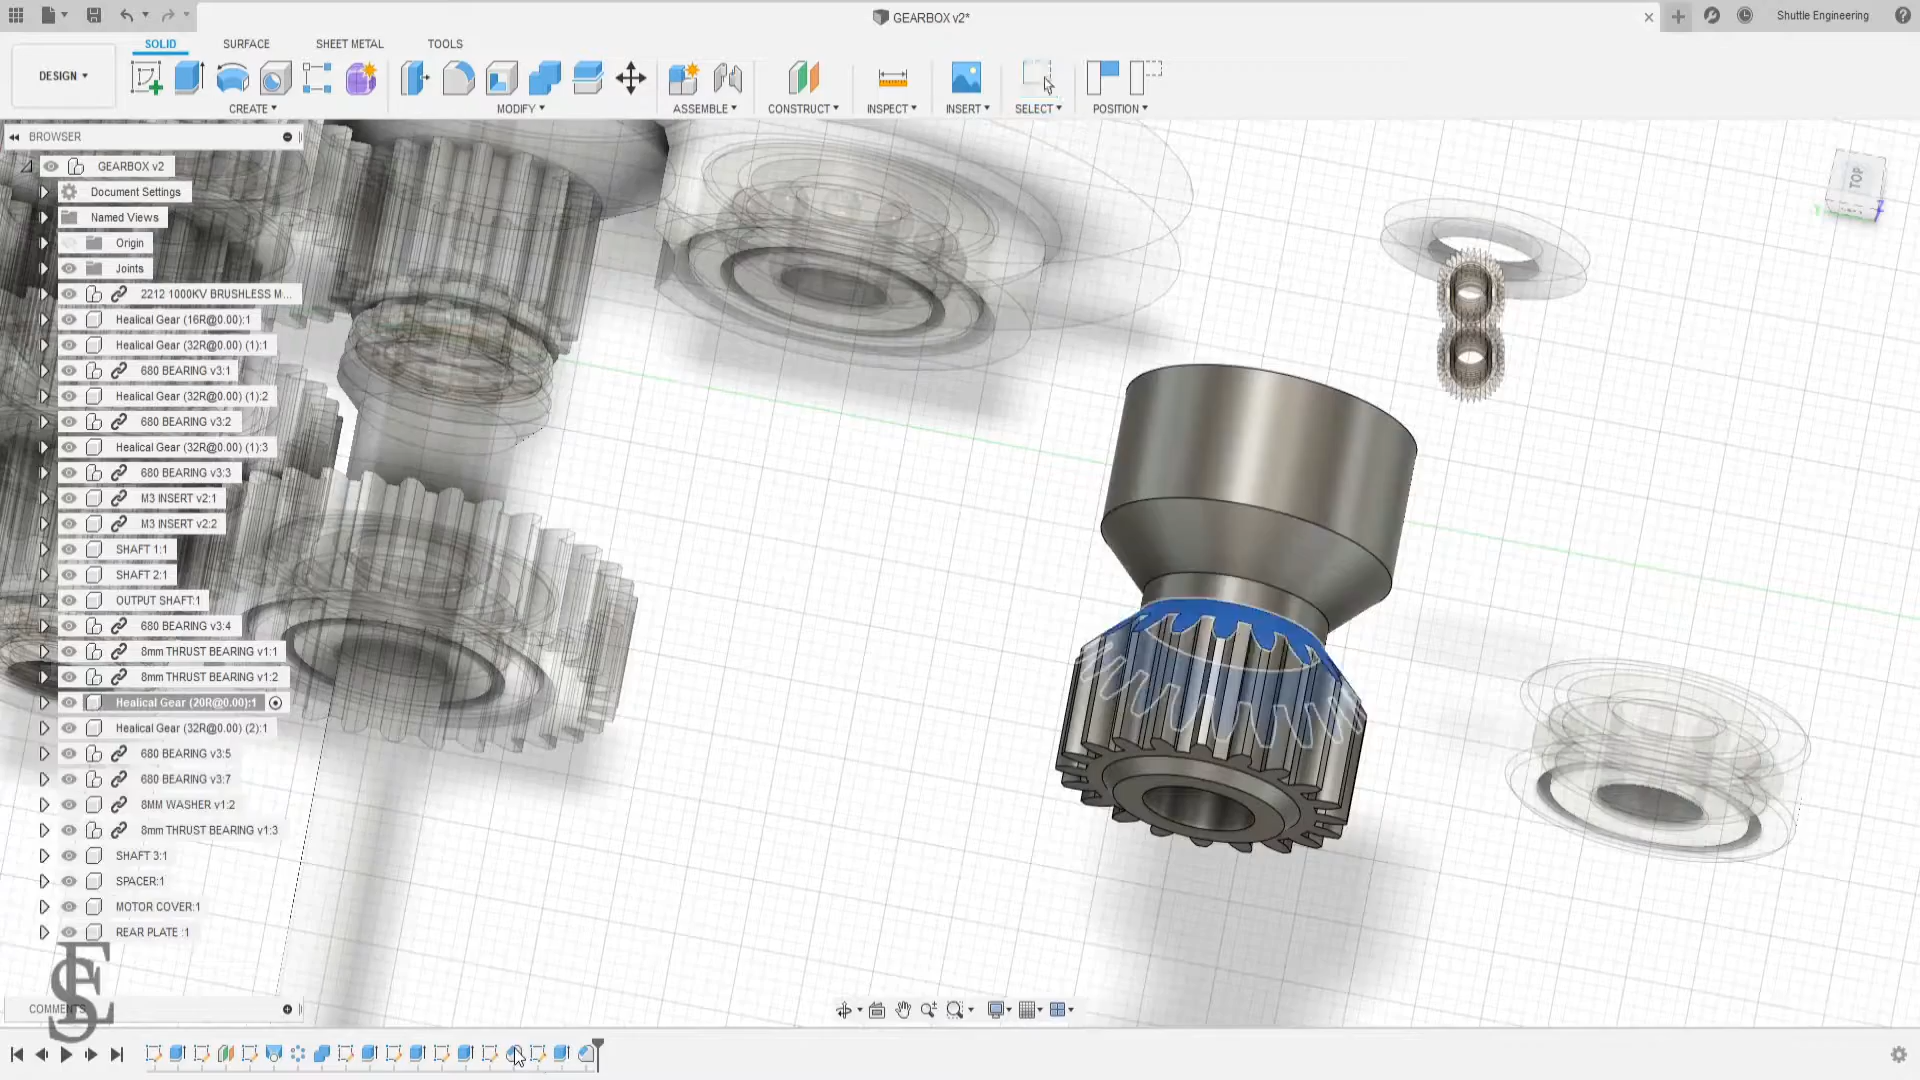 GEARBOX v2*
Shuttle Engineering
SOLID SURFACE SHEET METAL TOOLS
DESIGN
CREATE MODIFY ASSEMBLE CONSTRUCT INSPECT INSERT SELECT POSITION
BROWSER
GEARBOX v2
Document Settings
Named Views
Origin
Joints
2212 1000KV BRUSHLESS M...
Healical Gear (16R@0.00):1
Healical Gear (32R@0.00) (1):1
680 BEARING v3:1
Healical Gear (32R@0.00) (1):2
680 BEARING v3:2
Healical Gear (32R@0.00) (1):3
680 BEARING v3:3
M3 INSERT v2:1
M3 INSERT v2:2
SHAFT 1:1
SHAFT 2:1
OUTPUT SHAFT:1
680 BEARING v3:4
8mm THRUST BEARING v1:1
8mm THRUST BEARING v1:2
Healical Gear (20R@0.00):1
Healical Gear (32R@0.00) (2):1
680 BEARING v3:5
680 BEARING v3:7
8MM WASHER v1:2
8mm THRUST BEARING v1:3
SHAFT 3:1
SPACER:1
MOTOR COVER:1
REAR PLATE :1
COMMENTS
TOP
Y
Z
SE